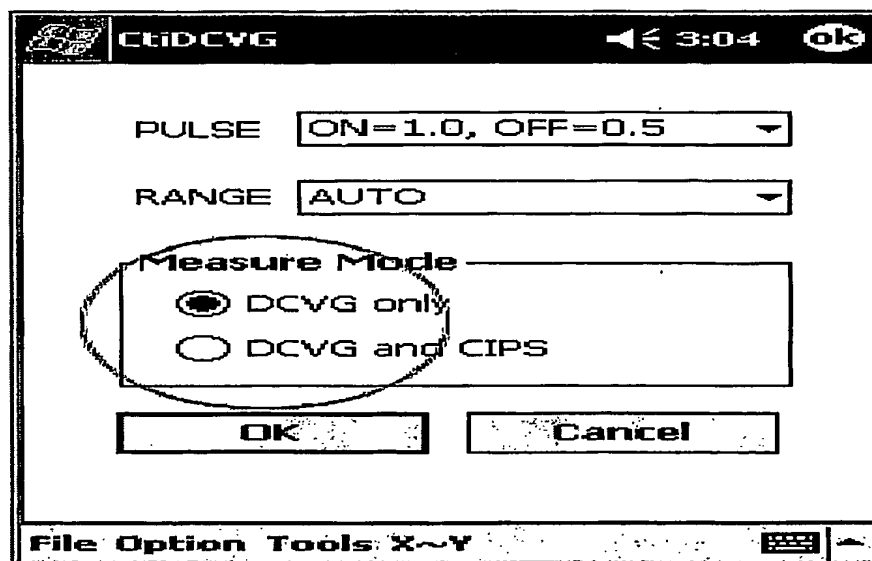 CtiDCVG 3:04 ok
PULSE ON=1.0, OFF=0.5
RANGE AUTO
Measure Mode
DCVG only
DCVG and CIPS
OK Cancel
File Option Tools X~Y